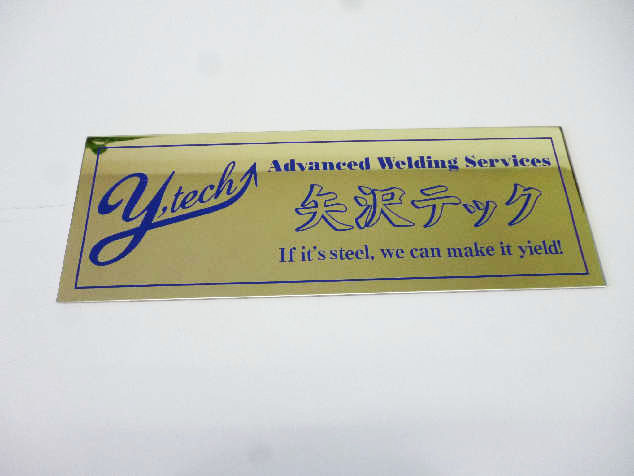 Y,tech
Advanced Welding Services
矢沢テック
If it's steel, we can make it yield!